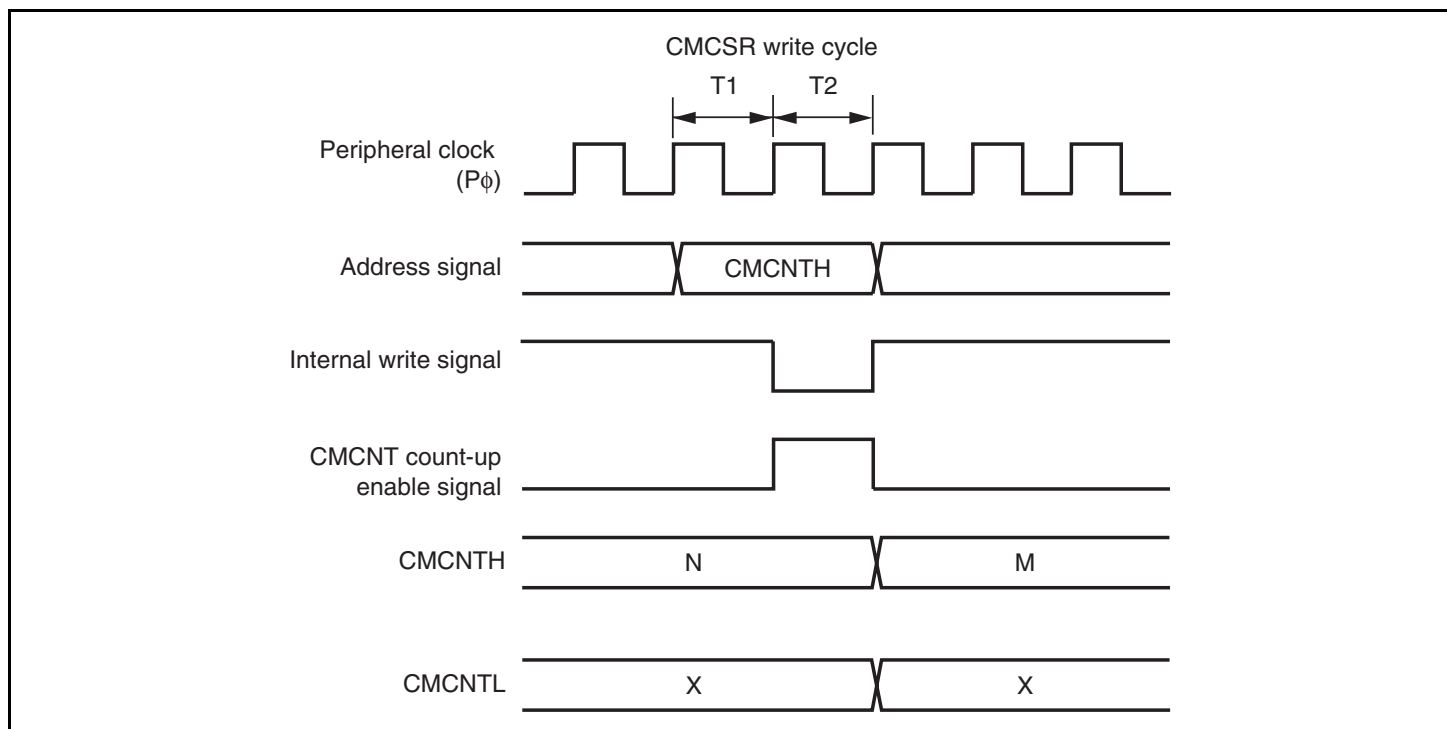 CMCSR write cycle
T1 T2
Peripheral clock
(Pϕ)
Address signal
CMCNTH
Internal write signal
CMCNT count-up
enable signal
CMCNTH
N
M
CMCNTL
X
X